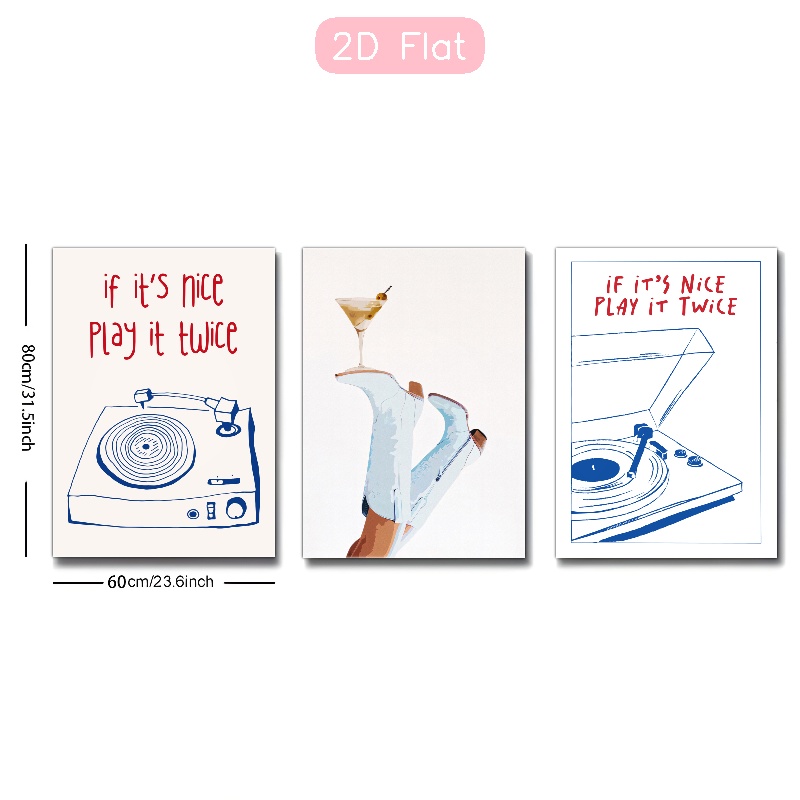 2D Flat
if it's nice
play it twice
iF iT'S NiCE
PLAY iT TWiCE
80cm/31.5inch
60cm/23.6inch